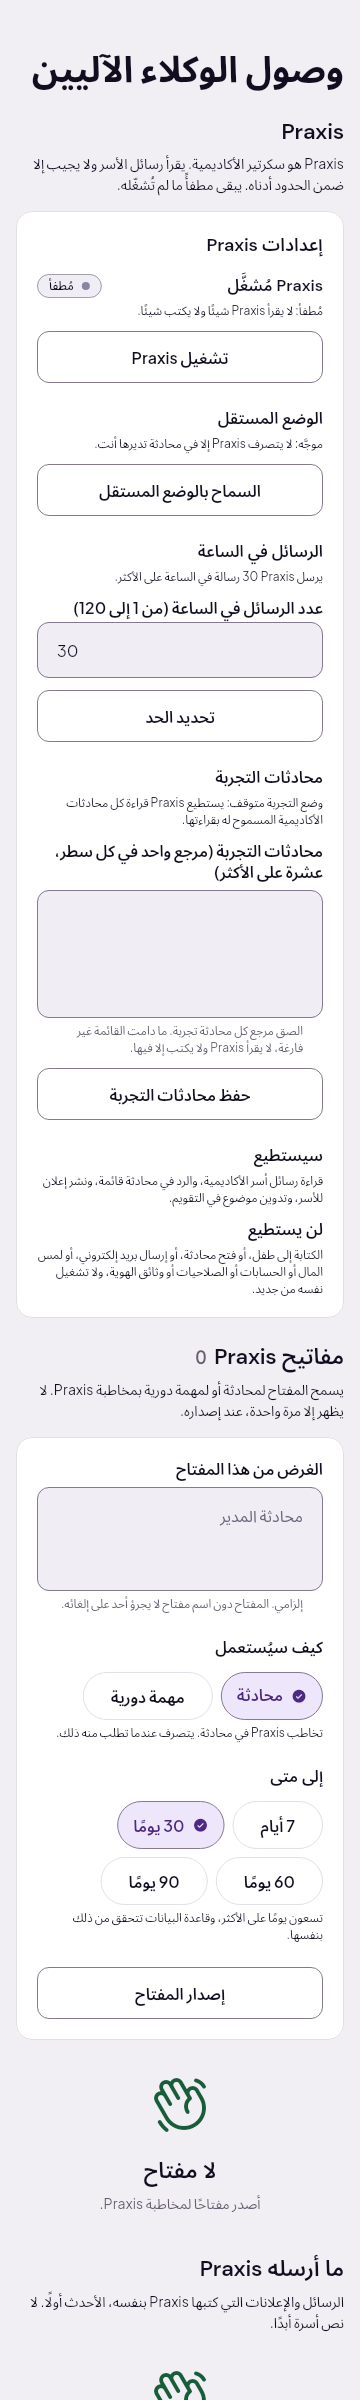 وصول الوكلاء الآليين
Praxis
Praxis هو سكرتير الأكاديمية. يقرأ رسائل الأسر ولا يجيب إلا
ضمن الحدود أدناه. يبقى مطفأً ما لم تُشغّله.
إعدادات Praxis
Praxis مُشغَّل
مُطفأ
مُطفأ: لا يقرأ Praxis شيئًا ولا يكتب شيئًا.
تشغيل Praxis
الوضع المستقل
موجَّه: لا يتصرف Praxis إلا في محادثة تديرها أنت.
السماح بالوضع المستقل
الرسائل في الساعة
يرسل Praxis 30 رسالة في الساعة على الأكثر.
عدد الرسائل في الساعة (من 1 إلى 120)
30
تحديد الحد
محادثات التجربة
وضع التجربة متوقف: يستطيع Praxis قراءة كل محادثات
الأكاديمية المسموح له بقراءتها.
محادثات التجربة (مرجع واحد في كل سطر،
عشرة على الأكثر)
الصق مرجع كل محادثة تجربة. ما دامت القائمة غير
فارغة، لا يقرأ Praxis ولا يكتب إلا فيها.
حفظ محادثات التجربة
سيستطيع
قراءة رسائل أسر الأكاديمية، والرد في محادثة قائمة، ونشر إعلان
للأسر، وتدوين موضوع في التقويم.
لن يستطيع
الكتابة إلى طفل، أو فتح محادثة، أو إرسال بريد إلكتروني، أو لمس
المال أو الحسابات أو الصلاحيات أو وثائق الهوية، ولا تشغيل
نفسه من جديد.
مفاتيح Praxis 0
يسمح المفتاح لمحادثة أو لمهمة دورية بمخاطبة Praxis. لا
يظهر إلا مرة واحدة، عند إصداره.
الغرض من هذا المفتاح
محادثة المدير
إلزامي. المفتاح دون اسم مفتاح لا يجرؤ أحد على إلغائه.
كيف سيُستعمل
محادثة
مهمة دورية
تخاطب Praxis في محادثة. يتصرف عندما تطلب منه ذلك.
إلى متى
7 أيام
30 يومًا
60 يومًا
90 يومًا
تسعون يومًا على الأكثر، وقاعدة البيانات تتحقق من ذلك
بنفسها.
إصدار المفتاح
لا مفتاح
أصدر مفتاحًا لمخاطبة Praxis.
ما أرسله Praxis
الرسائل والإعلانات التي كتبها Praxis بنفسه، الأحدث أولًا. لا
نص أسرة أبدًا.